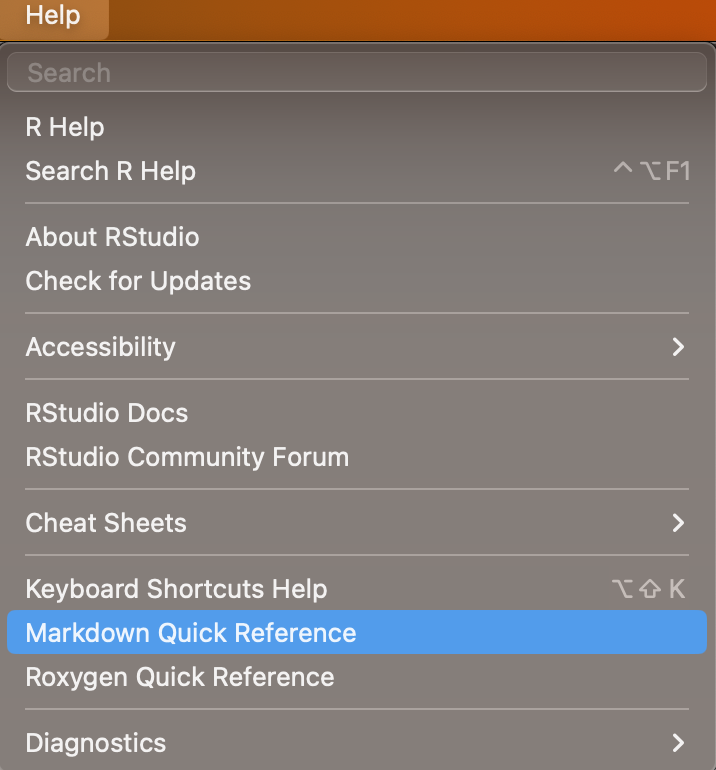 Help
Search
R Help
Search R Help ⌃⌥F1
About RStudio
Check for Updates
Accessibility
RStudio Docs
RStudio Community Forum
Cheat Sheets
Keyboard Shortcuts Help ⌥⇧K
Markdown Quick Reference
Roxygen Quick Reference
Diagnostics